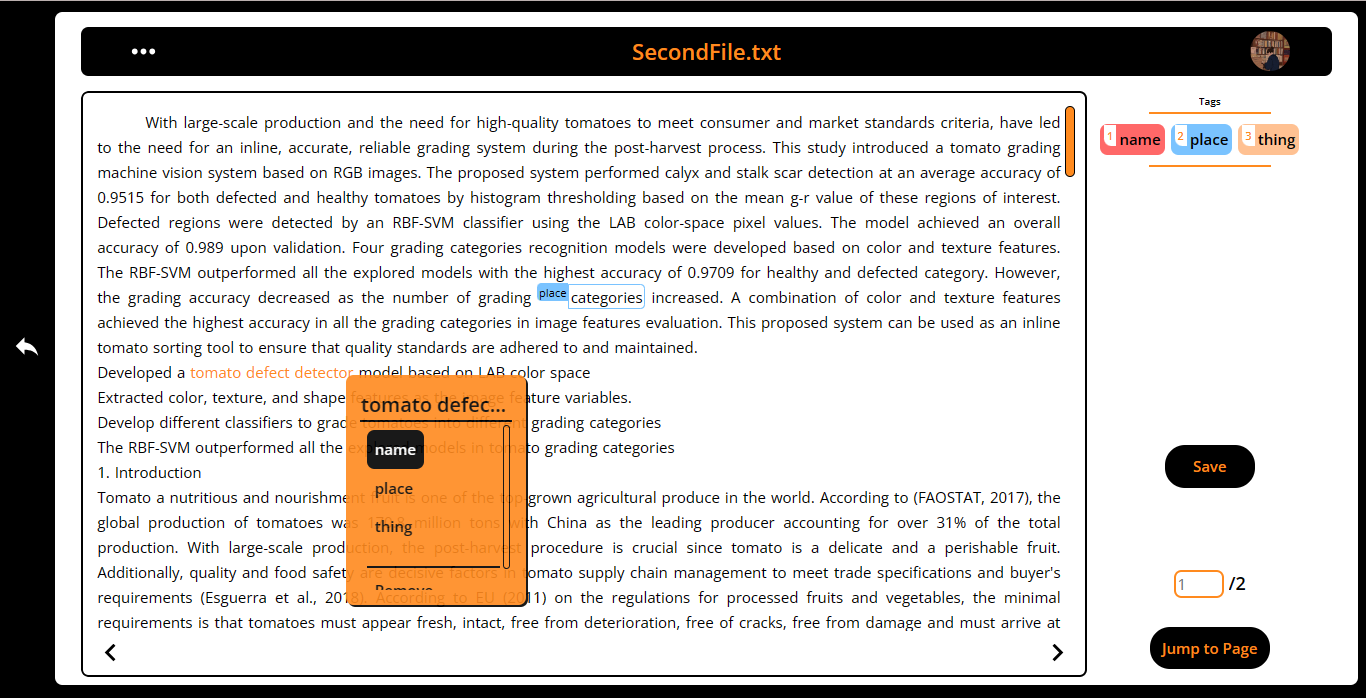 SecondFile.txt
With large-scale production and the need for high-quality tomatoes to meet consumer and market standards criteria, have led
to the need for an inline, accurate, reliable grading system during the post-harvest process. This study introduced a tomato grading
machine vision system based on RGB images. The proposed system performed calyx and stalk scar detection at an average accuracy of
0.9515 for both defected and healthy tomatoes by histogram thresholding based on the mean g-r value of these regions of interest.
Defected regions were detected by an RBF-SVM classifier using the LAB color-space pixel values. The model achieved an overall
accuracy of 0.989 upon validation. Four grading categories recognition models were developed based on color and texture features.
The RBF-SVM outperformed all the explored models with the highest accuracy of 0.9709 for healthy and defected category. However,
the grading accuracy decreased as the number of grading place categories increased. A combination of color and texture features
achieved the highest accuracy in all the grading categories in image features evaluation. This proposed system can be used as an inline
tomato sorting tool to ensure that quality standards are adhered to and maintained.
Developed a tomato defect detector model based on LAB color space
Extracted color, texture, and shape features as the image feature variables.
Develop different classifiers to grade tomatoes into different grading categories
The RBF-SVM outperformed all the explored models in tomato grading categories
1. Introduction
Tomato a nutritious and nourishment fruit is one of the top-grown agricultural produce in the world. According to (FAOSTAT, 2017), the
global production of tomatoes was million tons with China as the leading producer accounting for over 31% of the total
production. With large-scale production, the post-harvest procedure is crucial since tomato is a delicate and a perishable fruit.
Additionally, quality and food safety are decisive factors in tomato supply chain management to meet trade specifications and buyer's
requirements (Esguerra et al., 2018). According to EU (2011) on the regulations for processed fruits and vegetables, the minimal
requirements is that tomatoes must appear fresh, intact, free from deterioration, free of cracks, free from damage and must arrive at
tomato defec...
name
place
thing
Remove
Tags
1 name 2 place 3 thing
Save
1 /2
Jump to Page